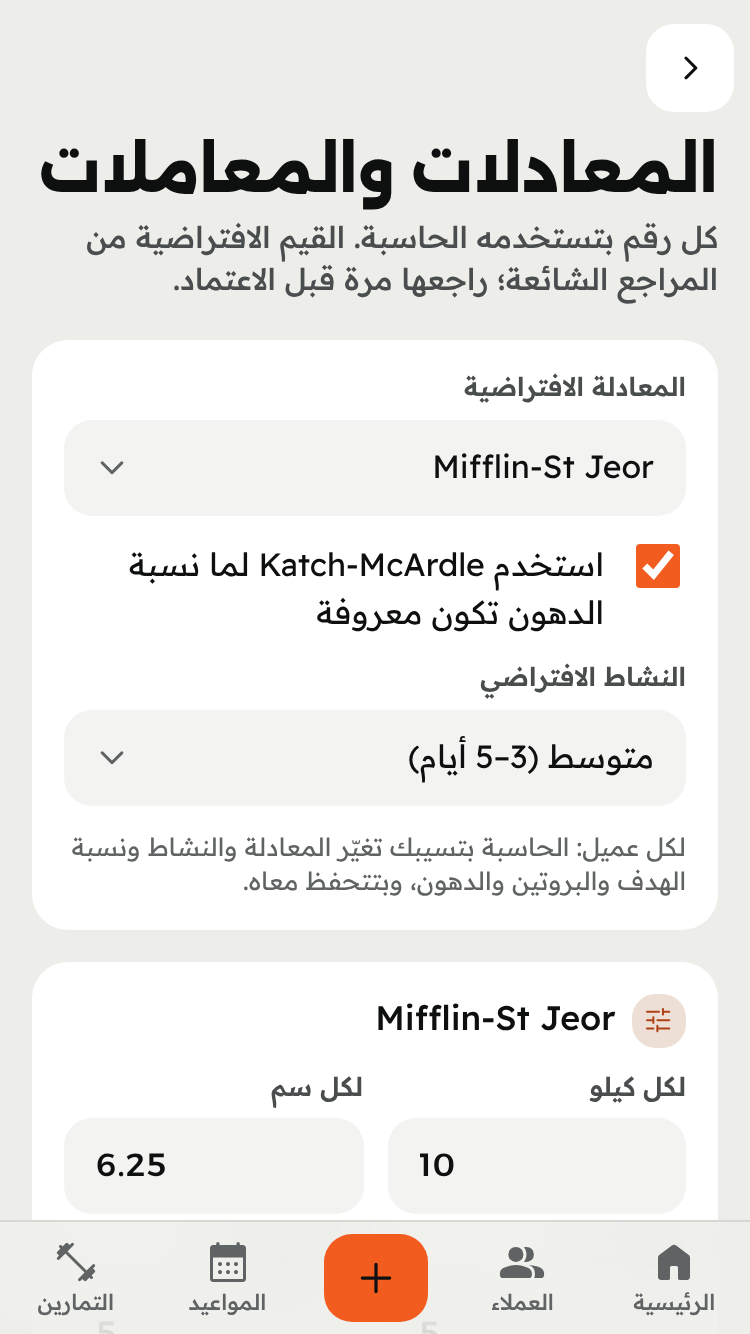 المعادلات والمعاملات
كل رقم بتستخدمه الحاسبة. القيم الافتراضية من
المراجع الشائعة؛ راجعها مرة قبل الاعتماد.
المعادلة الافتراضية
Mifflin-St Jeor
استخدم Katch-McArdle لما نسبة
الدهون تكون معروفة
النشاط الافتراضي
متوسط (3–5 أيام)
لكل عميل: الحاسبة بتسيبك تغيّر المعادلة والنشاط ونسبة
الهدف والبروتين والدهون، وبتتحفظ معاه.
Mifflin-St Jeor
لكل كيلو
لكل سم
10
6.25
الرئيسية
العملاء
المواعيد
التمارين